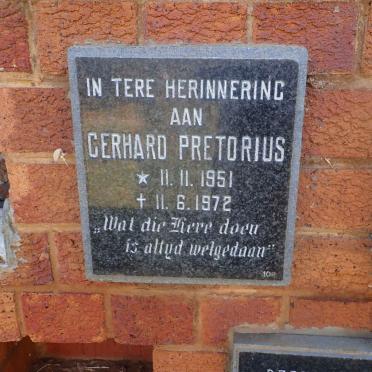 IN TERE HERINNERING
AAN
GERHARD PRETORIUS
* 11.11.1951
✝ 11.6.1972
„Wat die Here doen
is altyd welgedaan"
108